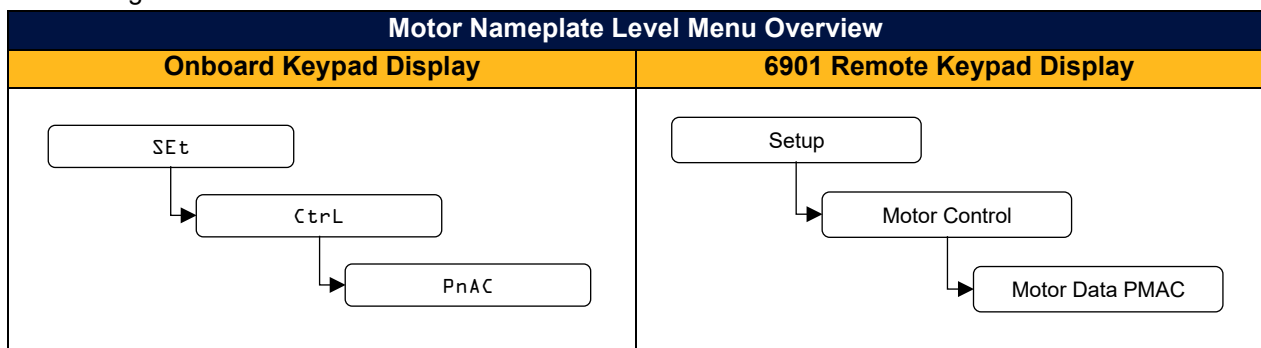 Motor Nameplate Level Menu Overview
Onboard Keypad Display 6901 Remote Keypad Display
SEt Setup
CtrL Motor Control
PnAC Motor Data PMAC